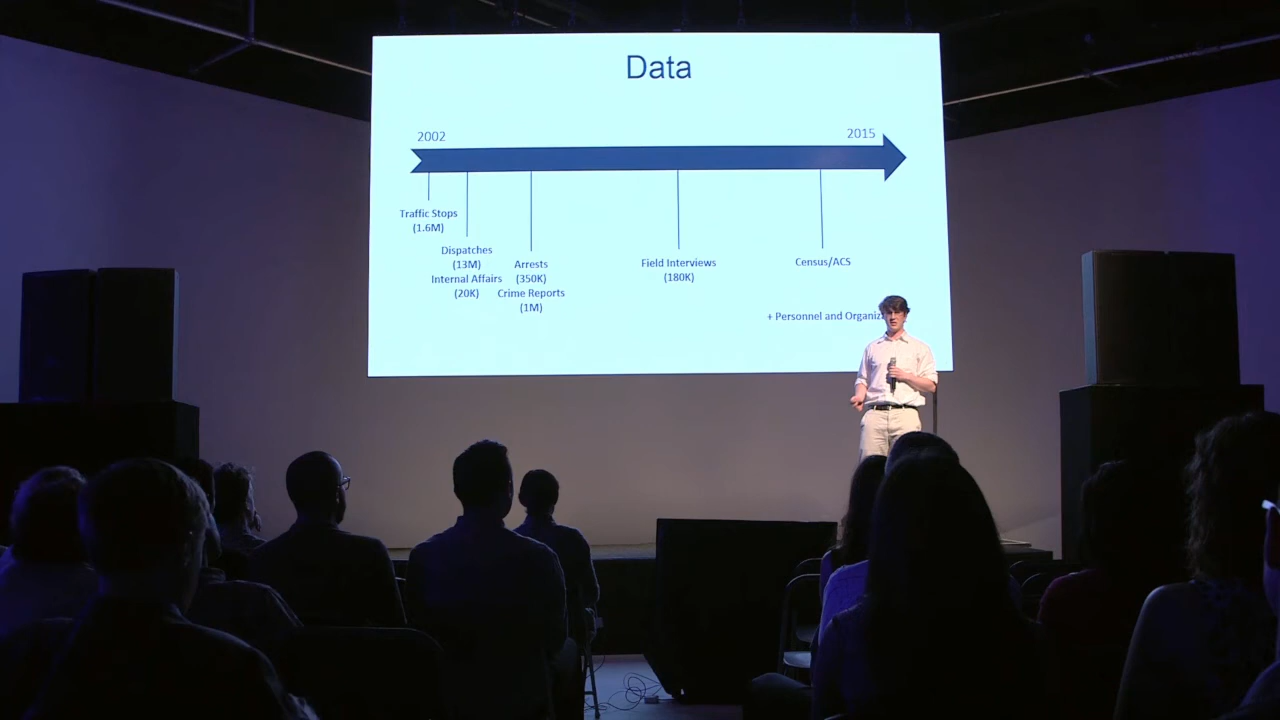 Data
2002
2015
Traffic Stops
(1.6M)
Dispatches
(13M)
Internal Affairs
(20K)
Arrests
(350K)
Crime Reports
(1M)
Field Interviews
(180K)
Census/ACS
+ Personnel and